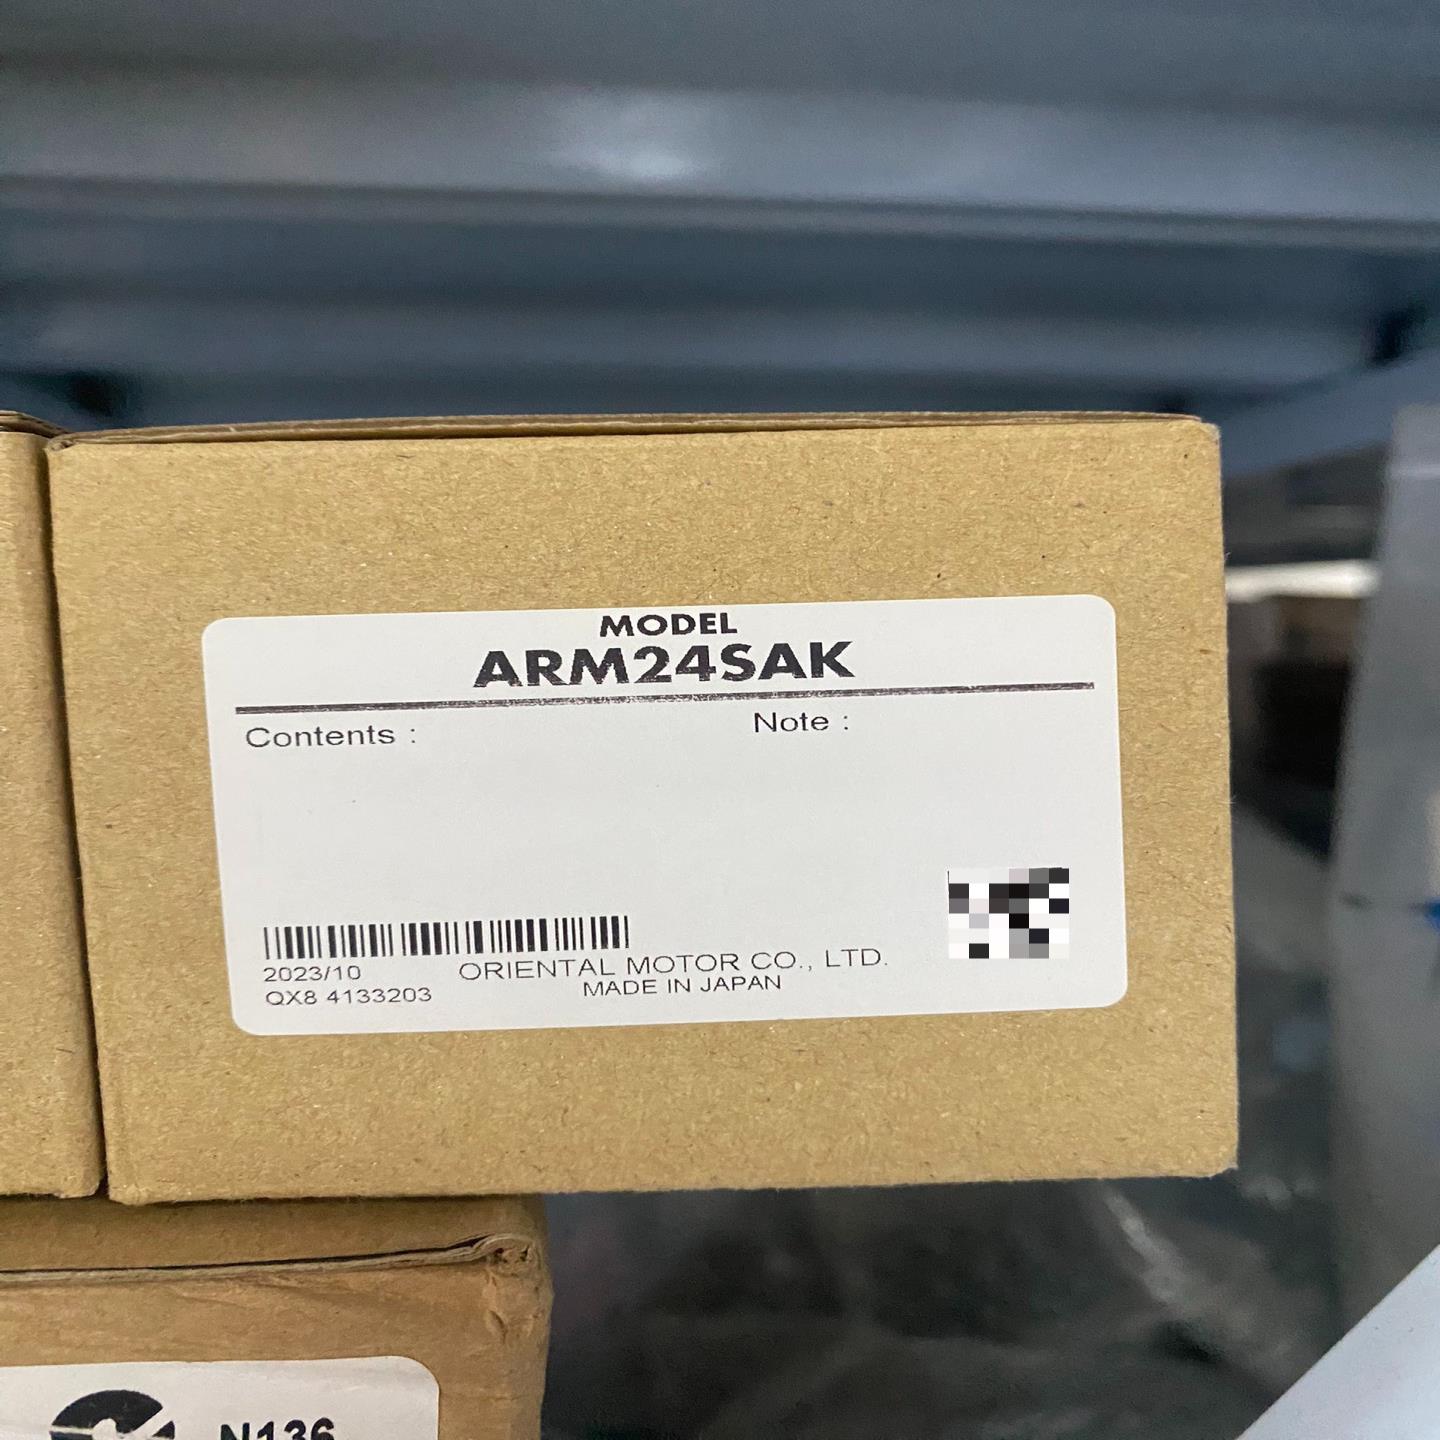 MODEL
ARM24SAK
Contents :
Note :
2023/10
QX8 4133203
ORIENTAL MOTOR CO., LTD.
MADE IN JAPAN
N136